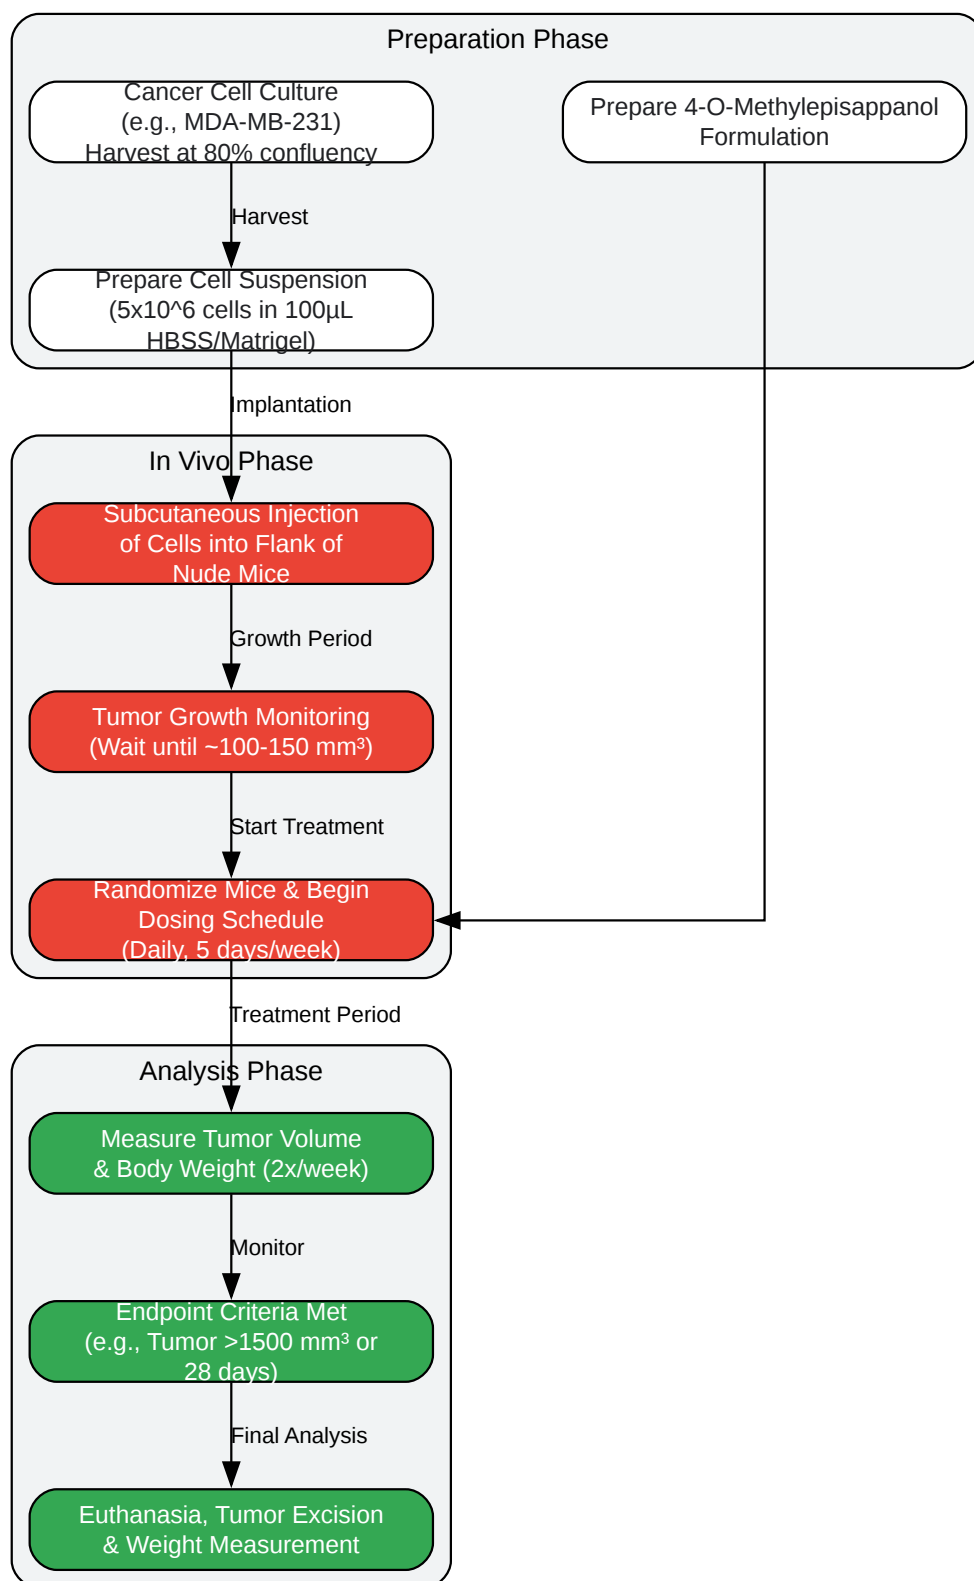 Preparation Phase
Cancer Cell Culture
(e.g., MDA-MB-231)
Harvest at 80% confluency
Prepare 4-O-Methylepisappanol
Formulation
Harvest
Prepare Cell Suspension
(5x10^6 cells in 100µL
HBSS/Matrigel)
Implantation
In Vivo Phase
Subcutaneous Injection
of Cells into Flank of
Nude Mice
Growth Period
Tumor Growth Monitoring
(Wait until ~100-150 mm³)
Start Treatment
Randomize Mice & Begin
Dosing Schedule
(Daily, 5 days/week)
Treatment Period
Analysis Phase
Measure Tumor Volume
& Body Weight (2x/week)
Monitor
Endpoint Criteria Met
(e.g., Tumor >1500 mm³ or
28 days)
Final Analysis
Euthanasia, Tumor Excision
& Weight Measurement